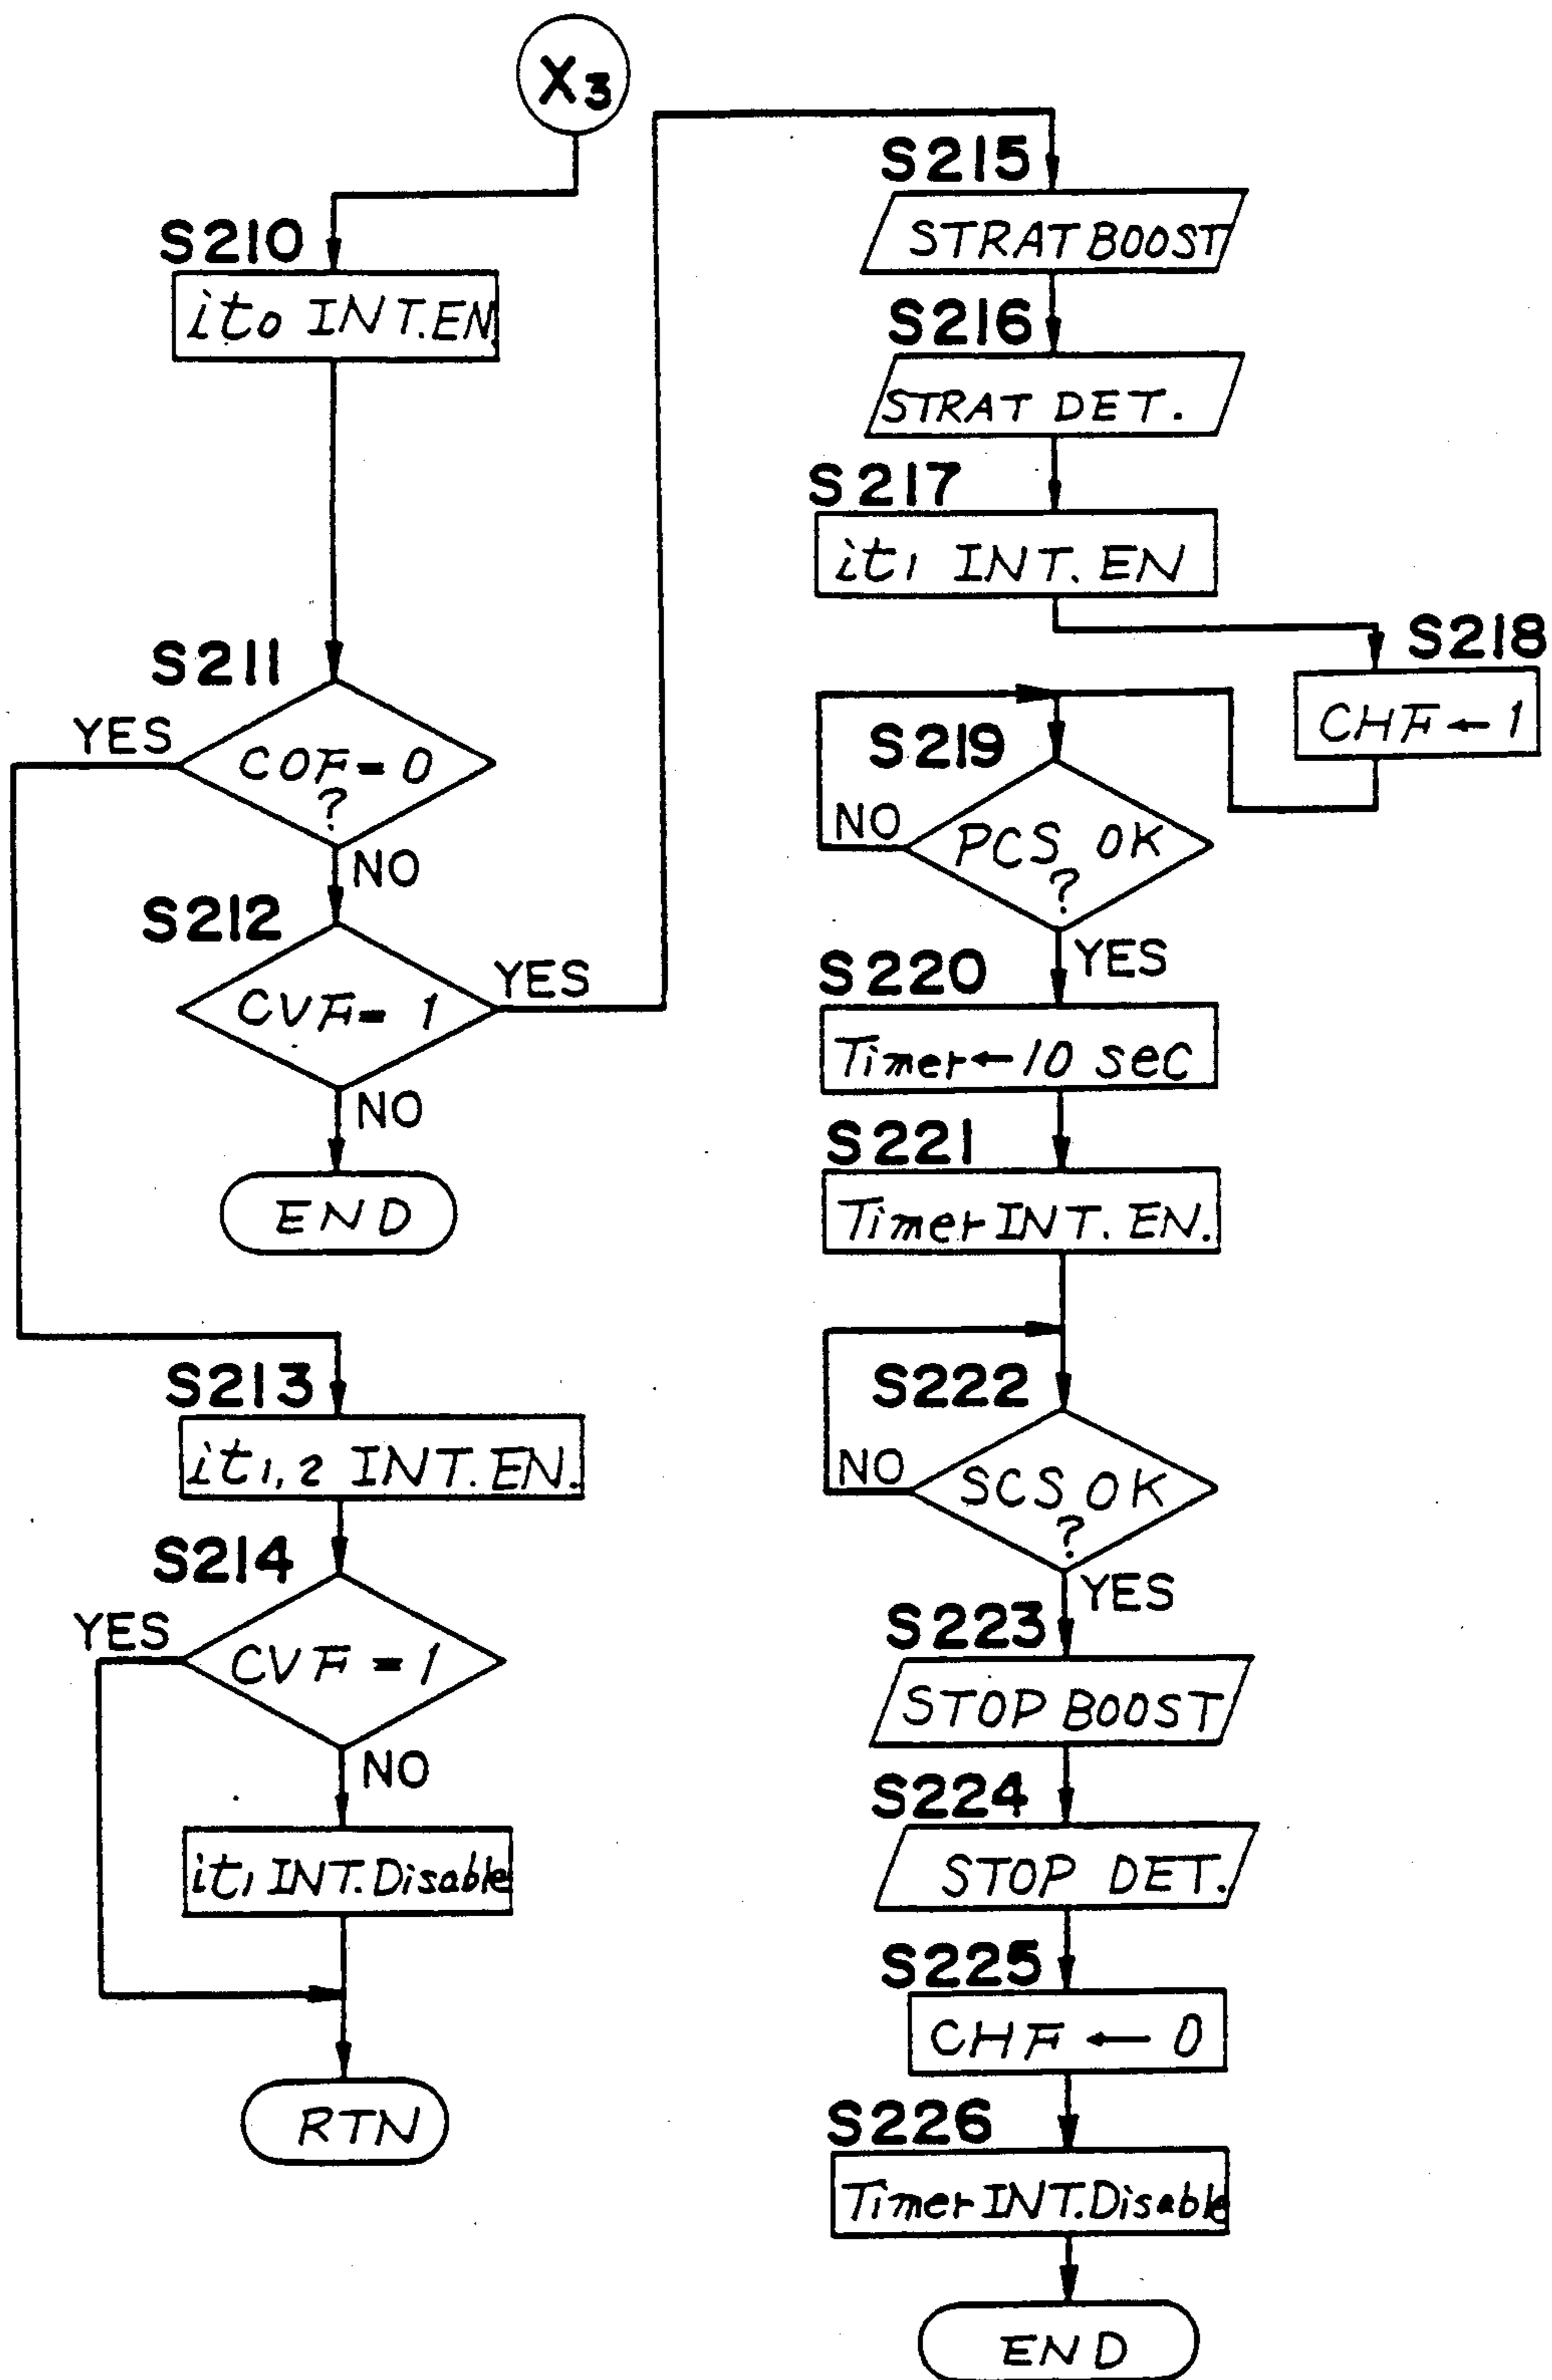 X3
S210
it0 INT.EN.
S211
COF=0
?
YES
NO
S212
CVF=1
YES
NO
END
S213
it1,2 INT.EN.
S214
CVF=1
YES
NO
it1 INT.Disable
RTN
S215
STRAT BOOST
S216
STRAT DET.
S217
it1 INT. EN
S218
CHF←1
S219
PCS OK
?
NO
YES
S220
Timer←10 sec
S221
Timer INT. EN.
S222
SCS OK
?
NO
YES
S223
STOP BOOST
S224
STOP DET.
S225
CHF ← 0
S226
Timer INT.Disable
END